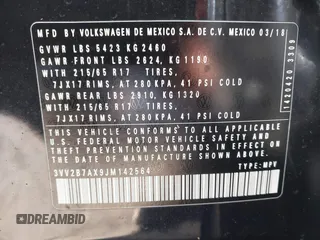 MFD BY VOLKSWAGEN DE MEXICO S.A. DE C.V. MEXICO 03/18
GVWR LBS 5423 KG 2460
GAWR FRONT LBS 2624, KG 1190
WITH 215/65 R17 TIRES,
7JX17 RIMS, AT 280 KPA, 41 PSI COLD
GAWR REAR LBS 2910, KG 1320
WITH 215/65 R17 TIRES,
7JX17 RIMS, AT 280 KPA, 41 PSI COLD
THIS VEHICLE CONFORMS TO ALL APPLICABLE
U.S. FEDERAL MOTOR VEHICLE
SAFETY STANDARDS IN EFFECT ON THE DATE
OF MANUFACTURE SHOWN ABOVE.
3VV2B7AX9JM142564 TYPE: MPV
1420420 3309
DREAMBID